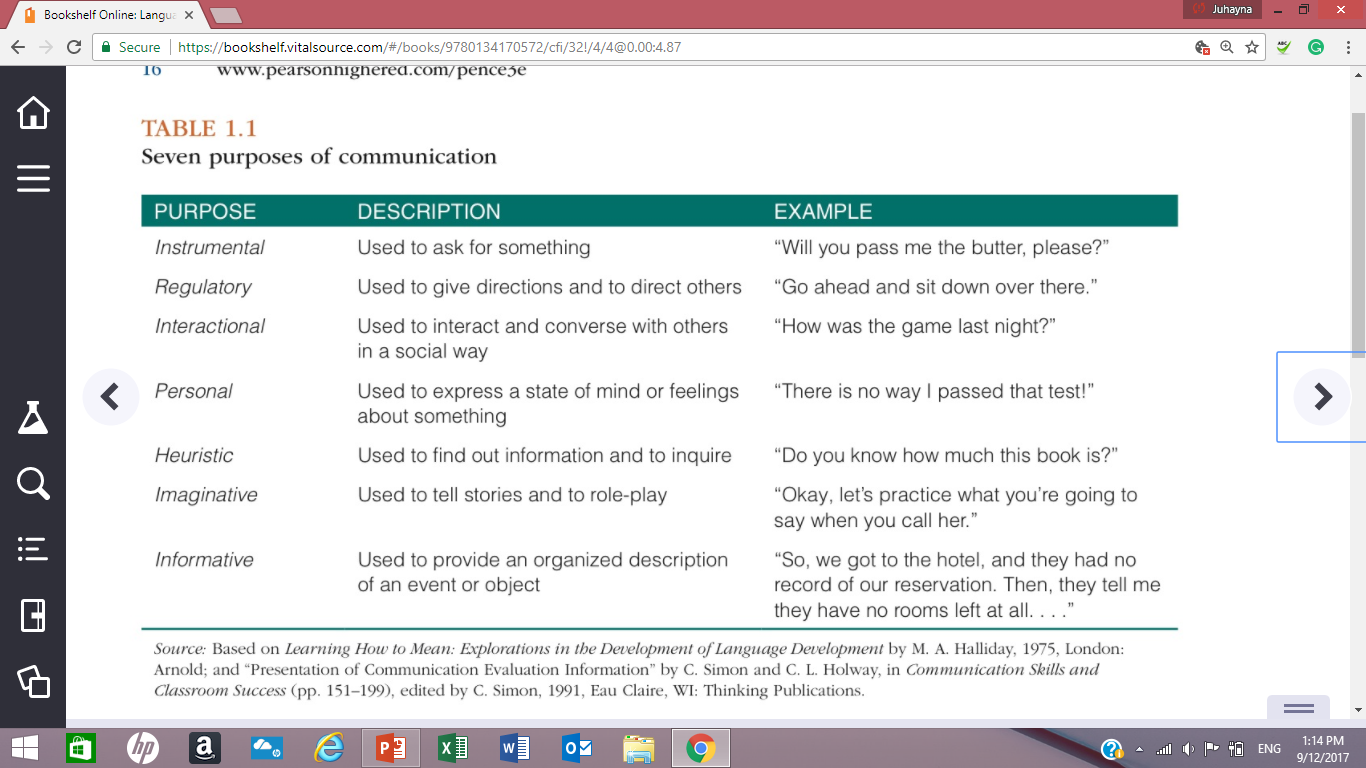 Bookshelf Online: Langua
Juhayna
Secure
https://bookshelf.vitalsource.com/#/books/9780134170572/cfi/32!/4/4@0.00:4.87
ABC
16 www.pearsonhighered.com/pence3e
TABLE 1.1
Seven purposes of communication
PURPOSE DESCRIPTION EXAMPLE
Instrumental Used to ask for something “Will you pass me the butter, please?”
Regulatory Used to give directions and to direct others “Go ahead and sit down over there.”
Interactional Used to interact and converse with others “How was the game last night?”
in a social way
Personal Used to express a state of mind or feelings “There is no way I passed that test!”
about something
Heuristic Used to find out information and to inquire “Do you know how much this book is?”
Imaginative Used to tell stories and to role-play “Okay, let’s practice what you’re going to
say when you call her.”
Informative Used to provide an organized description “So, we got to the hotel, and they had no
of an event or object record of our reservation. Then, they tell me
they have no rooms left at all. . . .”
Source: Based on Learning How to Mean: Explorations in the Development of Language Development by M. A. Halliday, 1975, London:
Arnold; and “Presentation of Communication Evaluation Information” by C. Simon and C. L. Holway, in Communication Skills and
Classroom Success (pp. 151–199), edited by C. Simon, 1991, Eau Claire, WI: Thinking Publications.
ENG
1:14 PM
9/12/2017